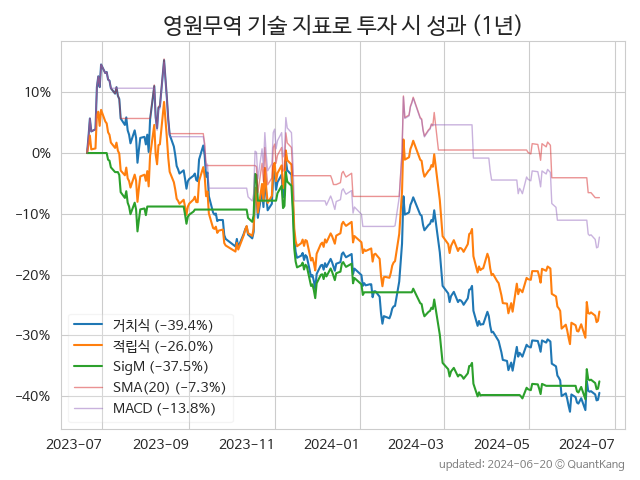 영원무역 기술 지표로 투자 시 성과 (1년)
10%
0%
−10%
−20%
−30%
−40%
거치식 (−39.4%)
적립식 (−26.0%)
SigM (−37.5%)
SMA(20) (−7.3%)
MACD (−13.8%)
2023-07 2023-09 2023-11 2024-01 2024-03 2024-05 2024-07
updated: 2024-06-20 © QuantKang